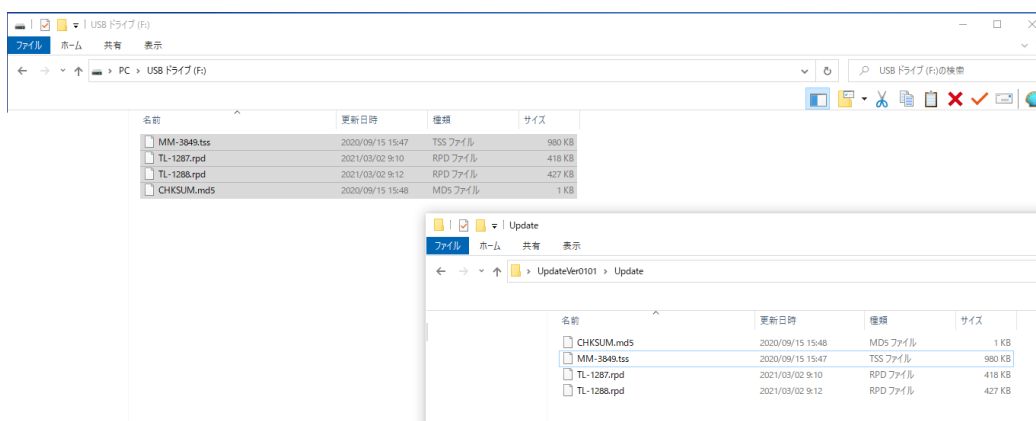 USB ドライブ (F:)
ファイル ホーム 共有 表示
PC › USB ドライブ (F:)
USB ドライブ (F:)の検索
名前 更新日時 種類 サイズ
MM-3849.tss 2020/09/15 15:47 TSS ファイル 980 KB
TL-1287.rpd 2021/03/02 9:10 RPD ファイル 418 KB
TL-1288.rpd 2021/03/02 9:12 RPD ファイル 427 KB
CHKSUM.md5 2020/09/15 15:48 MD5 ファイル 1 KB
Update
ファイル ホーム 共有 表示
UpdateVer0101 › Update
名前 更新日時 種類 サイズ
CHKSUM.md5 2020/09/15 15:48 MD5 ファイル 1 KB
MM-3849.tss 2020/09/15 15:47 TSS ファイル 980 KB
TL-1287.rpd 2021/03/02 9:10 RPD ファイル 418 KB
TL-1288.rpd 2021/03/02 9:12 RPD ファイル 427 KB